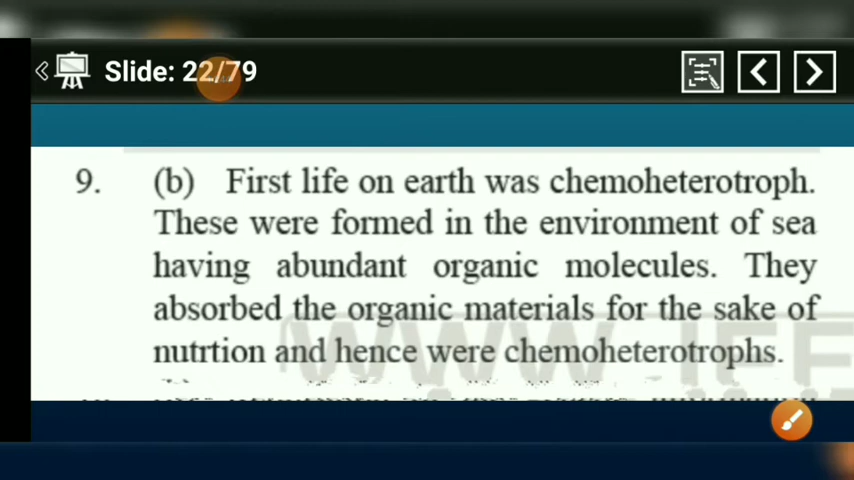 Slide: 22/79
9. (b) First life on earth was chemoheterotroph.
These were formed in the environment of sea
having abundant organic molecules. They
absorbed the organic materials for the sake of
nutrtion and hence were chemoheterotrophs.